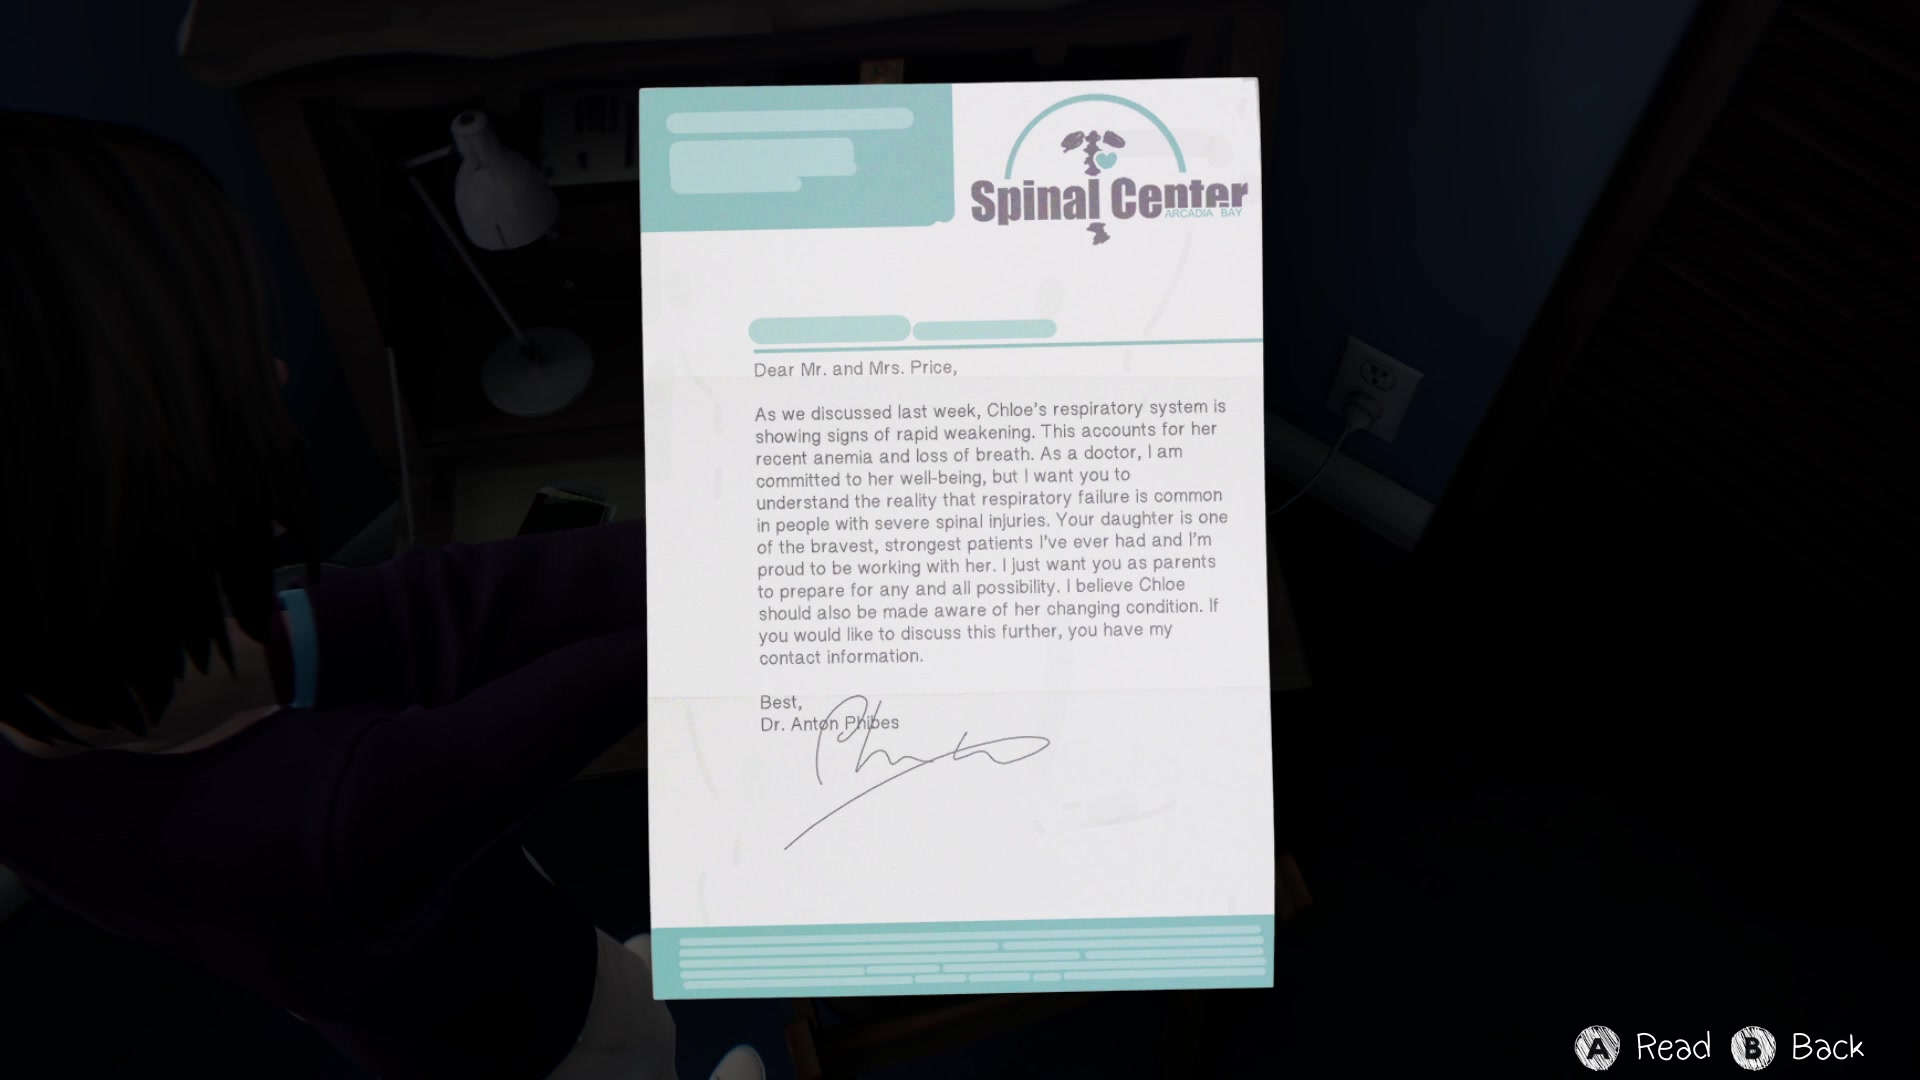 Spinal Center
ARCADIA BAY
Dear Mr. and Mrs. Price,
As we discussed last week, Chloe's respiratory system is
showing signs of rapid weakening. This accounts for her
recent anemia and loss of breath. As a doctor, I am
committed to her well-being, but I want you to
understand the reality that respiratory failure is common
in people with severe spinal injuries. Your daughter is one
of the bravest, strongest patients I've ever had and I'm
proud to be working with her. I just want you as parents
to prepare for any and all possibility. I believe Chloe
should also be made aware of her changing condition. If
you would like to discuss this further, you have my
contact information.
Best,
Dr. Anton Phibes
A Read B Back